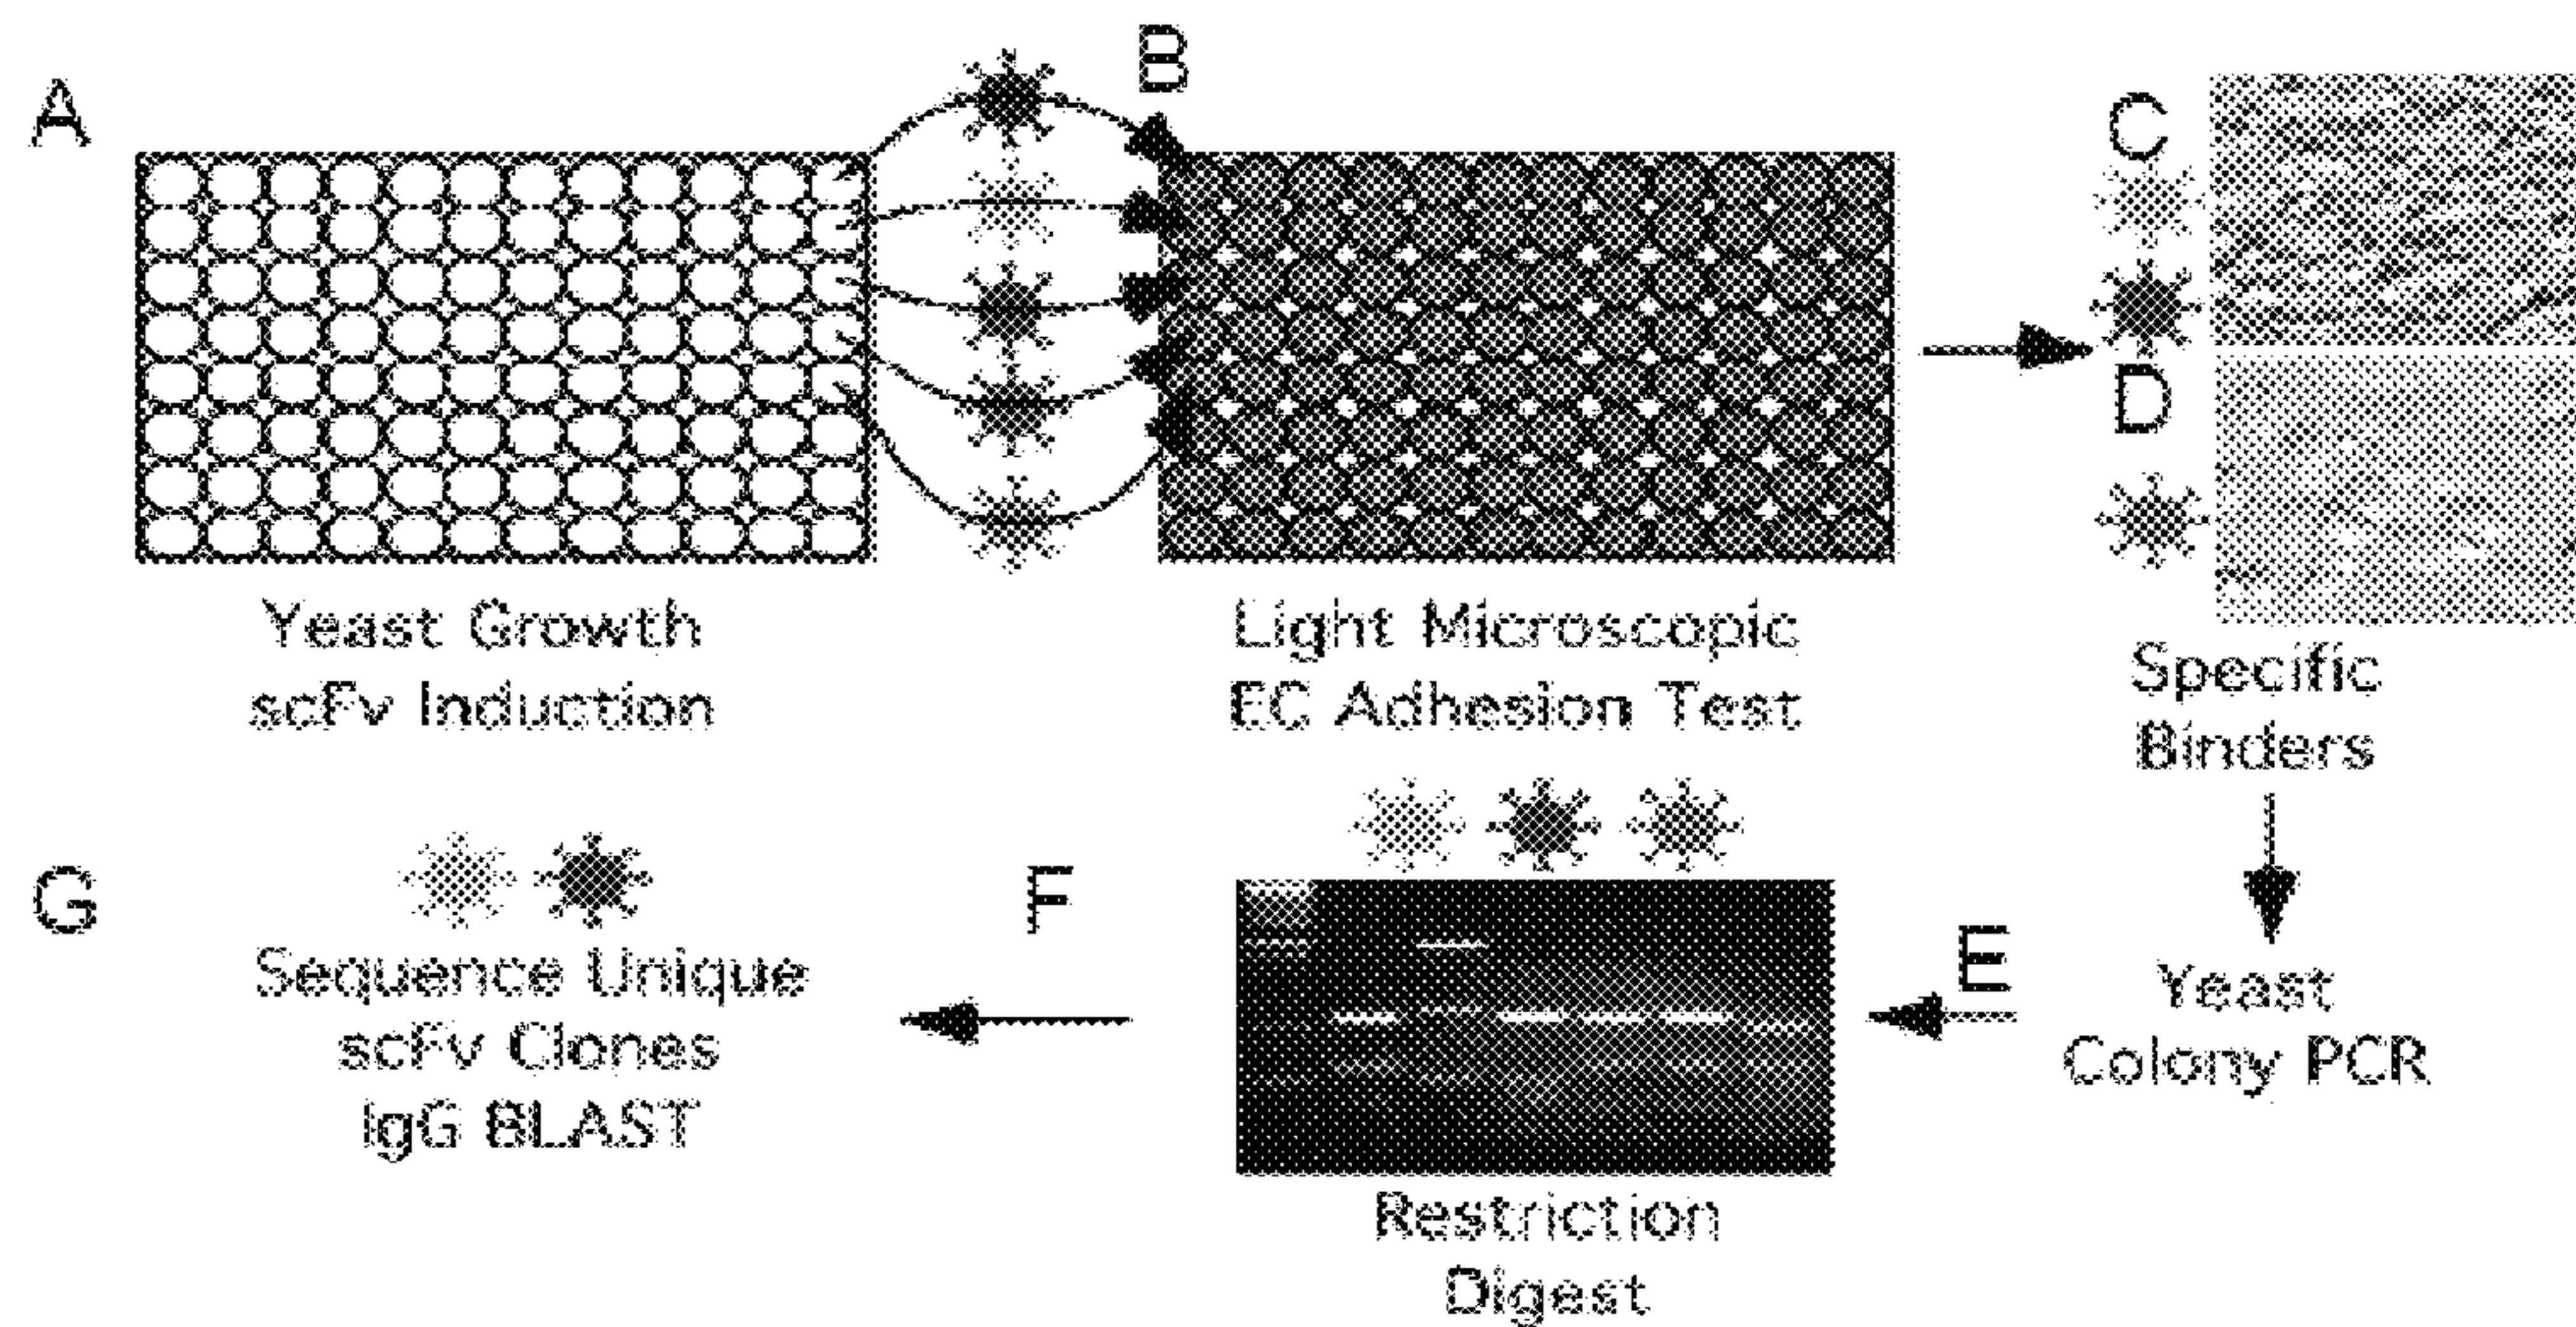 A
B
C
D
Yeast Growth
scFv Induction
Light Microscopic
EC Adhesion Test
Specific
Binders
G
F
E
Sequence Unique
scFv Clones
IgG BLAST
Yeast
Colony PCR
Restriction
Digest